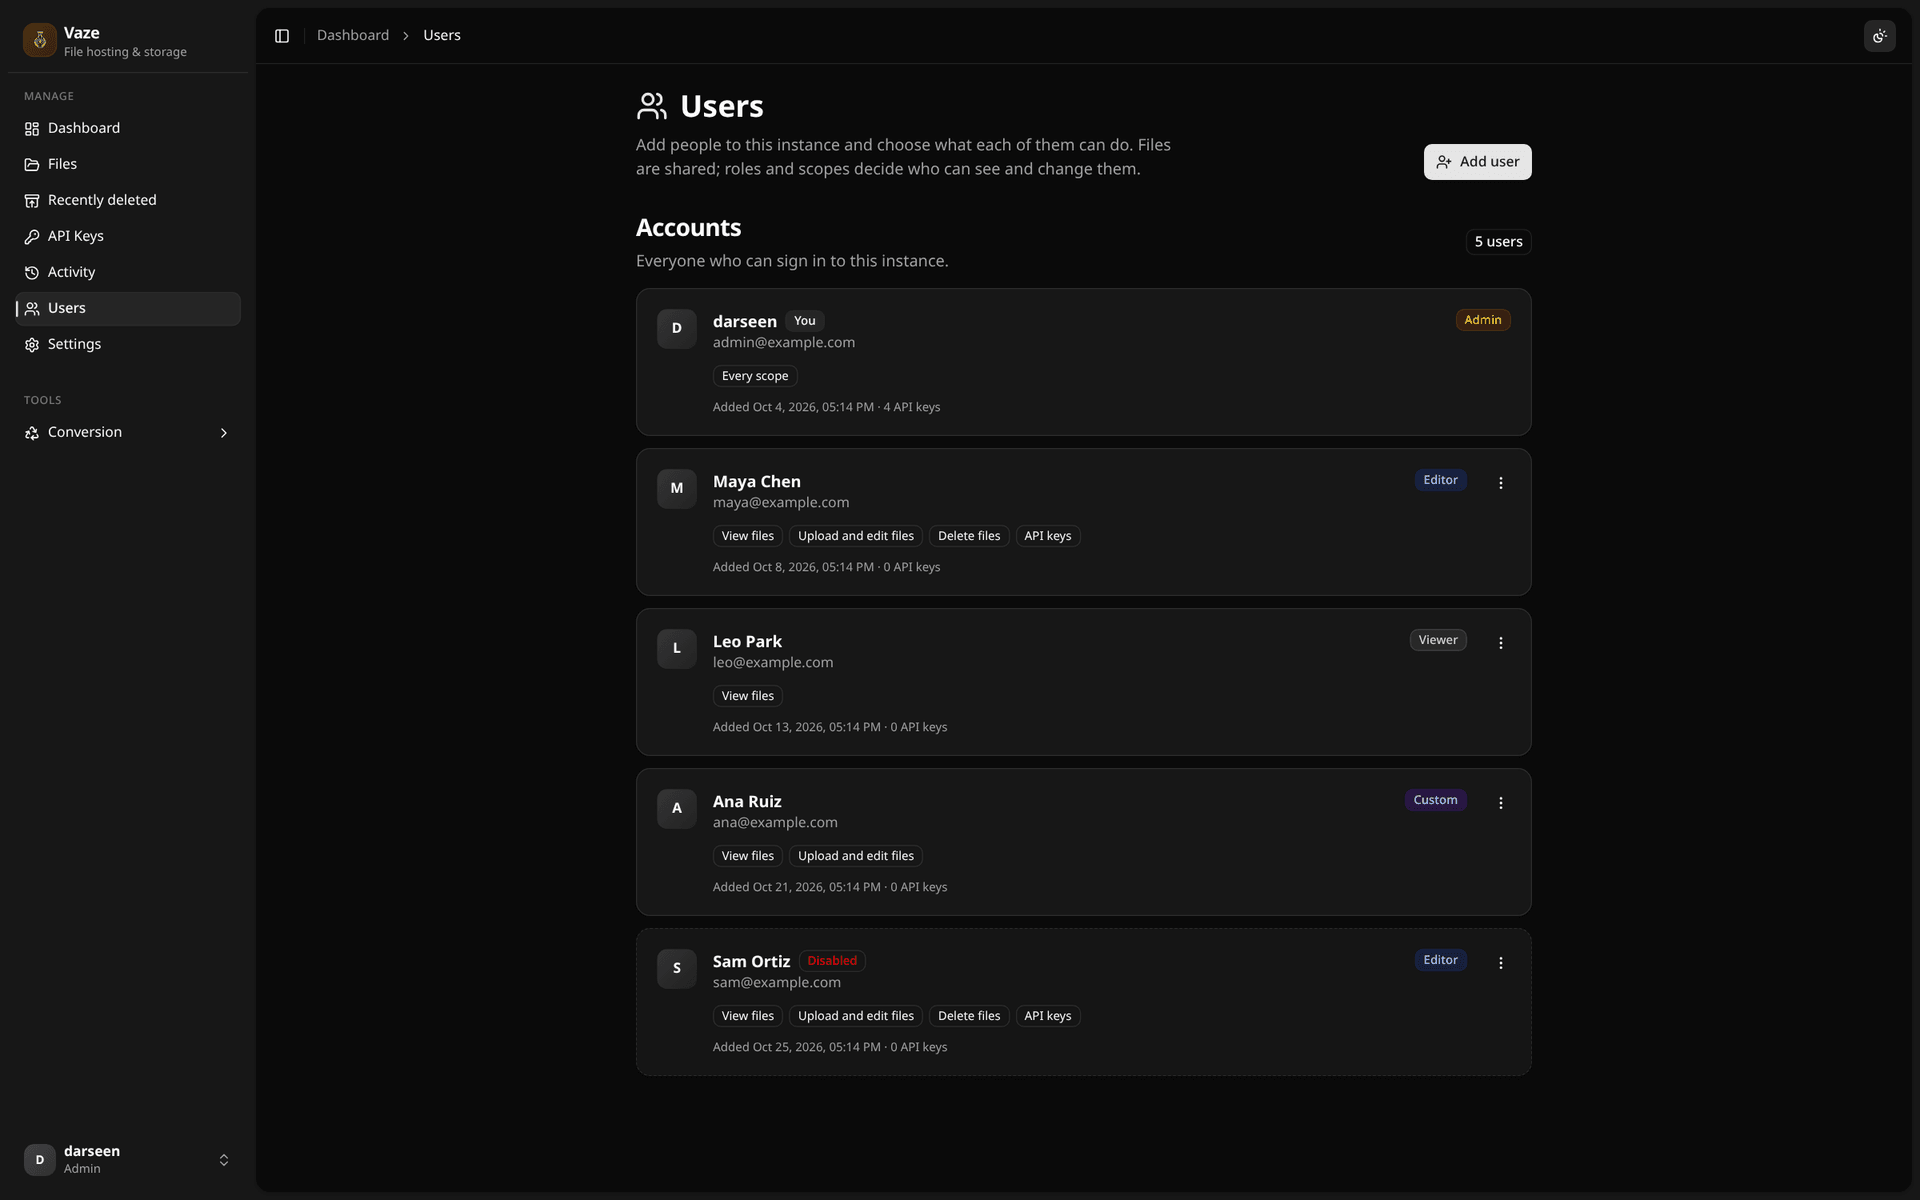 Vaze
File hosting & storage
MANAGE
Dashboard
Files
Recently deleted
API Keys
Activity
Users
Settings
TOOLS
Conversion
D
darseen
Admin
Dashboard > Users
Users
Add people to this instance and choose what each of them can do. Files
are shared; roles and scopes decide who can see and change them.
Add user
Accounts
Everyone who can sign in to this instance.
5 users
D
darseen You
Admin
admin@example.com
Every scope
Added Oct 4, 2026, 05:14 PM · 4 API keys
M
Maya Chen
Editor
maya@example.com
View files Upload and edit files Delete files API keys
Added Oct 8, 2026, 05:14 PM · 0 API keys
L
Leo Park
Viewer
leo@example.com
View files
Added Oct 13, 2026, 05:14 PM · 0 API keys
A
Ana Ruiz
Custom
ana@example.com
View files Upload and edit files
Added Oct 21, 2026, 05:14 PM · 0 API keys
S
Sam Ortiz Disabled
Editor
sam@example.com
View files Upload and edit files Delete files API keys
Added Oct 25, 2026, 05:14 PM · 0 API keys